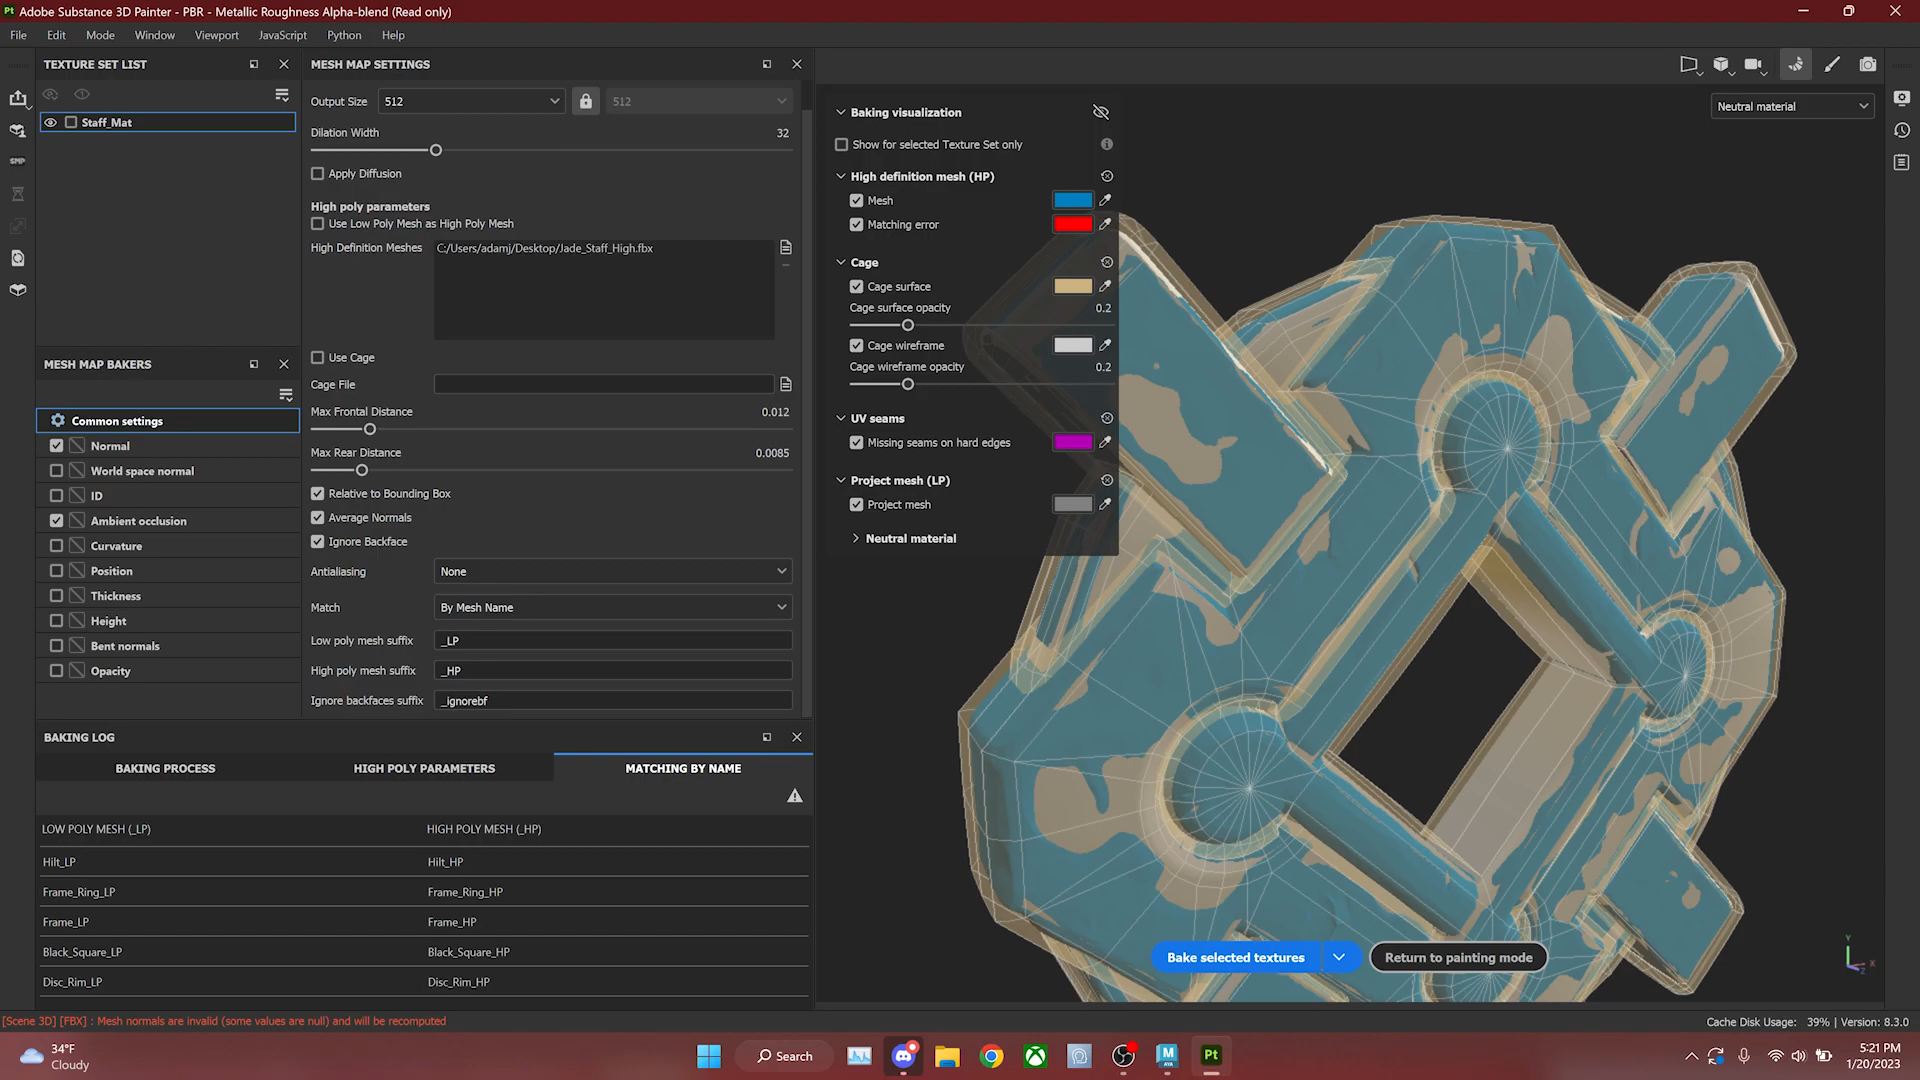 Adobe Substance 3D Painter - PBR - Metallic Roughness Alpha-blend (Read only)
File Edit Mode Window Viewport JavaScript Python Help
TEXTURE SET LIST
Staff_Mat
MESH MAP BAKERS
Common settings
Normal
World space normal
ID
Ambient occlusion
Curvature
Position
Thickness
Height
Bent normals
Opacity
MESH MAP SETTINGS
Output Size 512 512
Dilation Width 32
Apply Diffusion
High poly parameters
Use Low Poly Mesh as High Poly Mesh
High Definition Meshes C:/Users/adamj/Desktop/Jade_Staff_High.fbx
Use Cage
Cage File
Max Frontal Distance 0.012
Max Rear Distance 0.0085
Relative to Bounding Box
Average Normals
Ignore Backface
Antialiasing None
Match By Mesh Name
Low poly mesh suffix _LP
High poly mesh suffix _HP
Ignore backfaces suffix _ignorebf
BAKING LOG
BAKING PROCESS HIGH POLY PARAMETERS MATCHING BY NAME
LOW POLY MESH (_LP) HIGH POLY MESH (_HP)
Hilt_LP Hilt_HP
Frame_Ring_LP Frame_Ring_HP
Frame_LP Frame_HP
Black_Square_LP Black_Square_HP
Disc_Rim_LP Disc_Rim_HP
Baking visualization
Show for selected Texture Set only
High definition mesh (HP)
Mesh
Matching error
Cage
Cage surface
Cage surface opacity 0.2
Cage wireframe
Cage wireframe opacity 0.2
UV seams
Missing seams on hard edges
Project mesh (LP)
Project mesh
Neutral material
Neutral material
Bake selected textures
Return to painting mode
[Scene 3D] [FBX] : Mesh normals are invalid (some values are null) and will be recomputed
Cache Disk Usage: 39% | Version: 8.3.0
34°F
Cloudy
Search
5:21 PM
1/20/2023
Pt
Pt
Y
X
Z